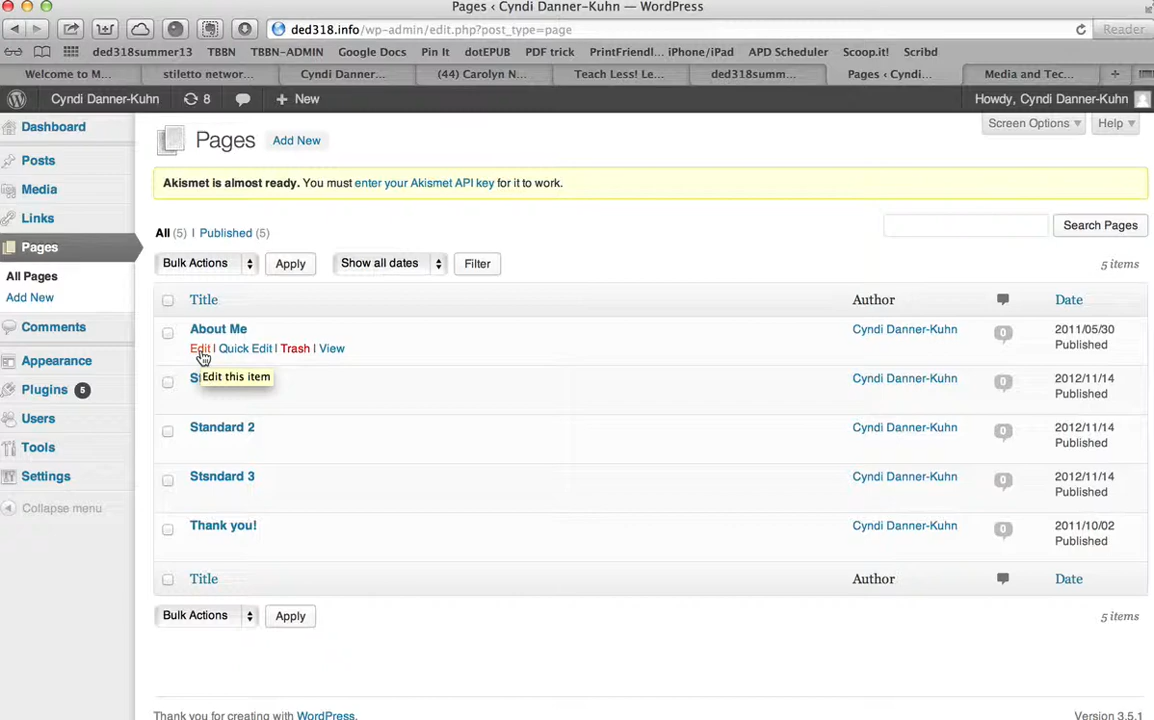 Pages ‹ Cyndi Danner-Kuhn — WordPress
ded318.info/wp-admin/edit.php?post_type=page
Reader
ded318summer13 TBBN TBBN-ADMIN Google Docs Pin It dotEPUB PDF trick PrintFriendl... iPhone/iPad APD Scheduler Scoop.it! Scribd
Welcome to M... stiletto networ... Cyndi Danner... (44) Carolyn N... Teach Less! Le... ded318summ... Pages ‹ Cyndi... Media and Tec...
Cyndi Danner-Kuhn 8 + New Howdy, Cyndi Danner-Kuhn
Screen Options Help
Dashboard
Posts
Media
Links
Pages
All Pages
Add New
Comments
Appearance
Plugins 5
Users
Tools
Settings
Collapse menu
Pages Add New
Akismet is almost ready. You must enter your Akismet API key for it to work.
All (5) | Published (5)
Search Pages
Bulk Actions Apply Show all dates Filter 5 items
Title Author Date
About Me Cyndi Danner-Kuhn 0 2011/05/30
Published
Edit | Quick Edit | Trash | View
Edit this item
Cyndi Danner-Kuhn 0 2012/11/14
Published
Standard 2 Cyndi Danner-Kuhn 0 2012/11/14
Published
Stsndard 3 Cyndi Danner-Kuhn 0 2012/11/14
Published
Thank you! Cyndi Danner-Kuhn 0 2011/10/02
Published
Title Author Date
Bulk Actions Apply 5 items
Thank you for creating with WordPress. Version 3.5.1